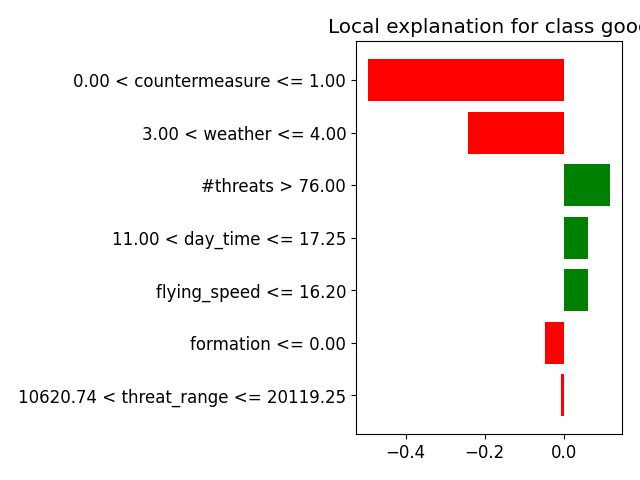 Local explanation for class goo
0.00 < countermeasure <= 1.00
3.00 < weather <= 4.00
#threats > 76.00
11.00 < day_time <= 17.25
flying_speed <= 16.20
formation <= 0.00
10620.74 < threat_range <= 20119.25
−0.4 −0.2 0.0